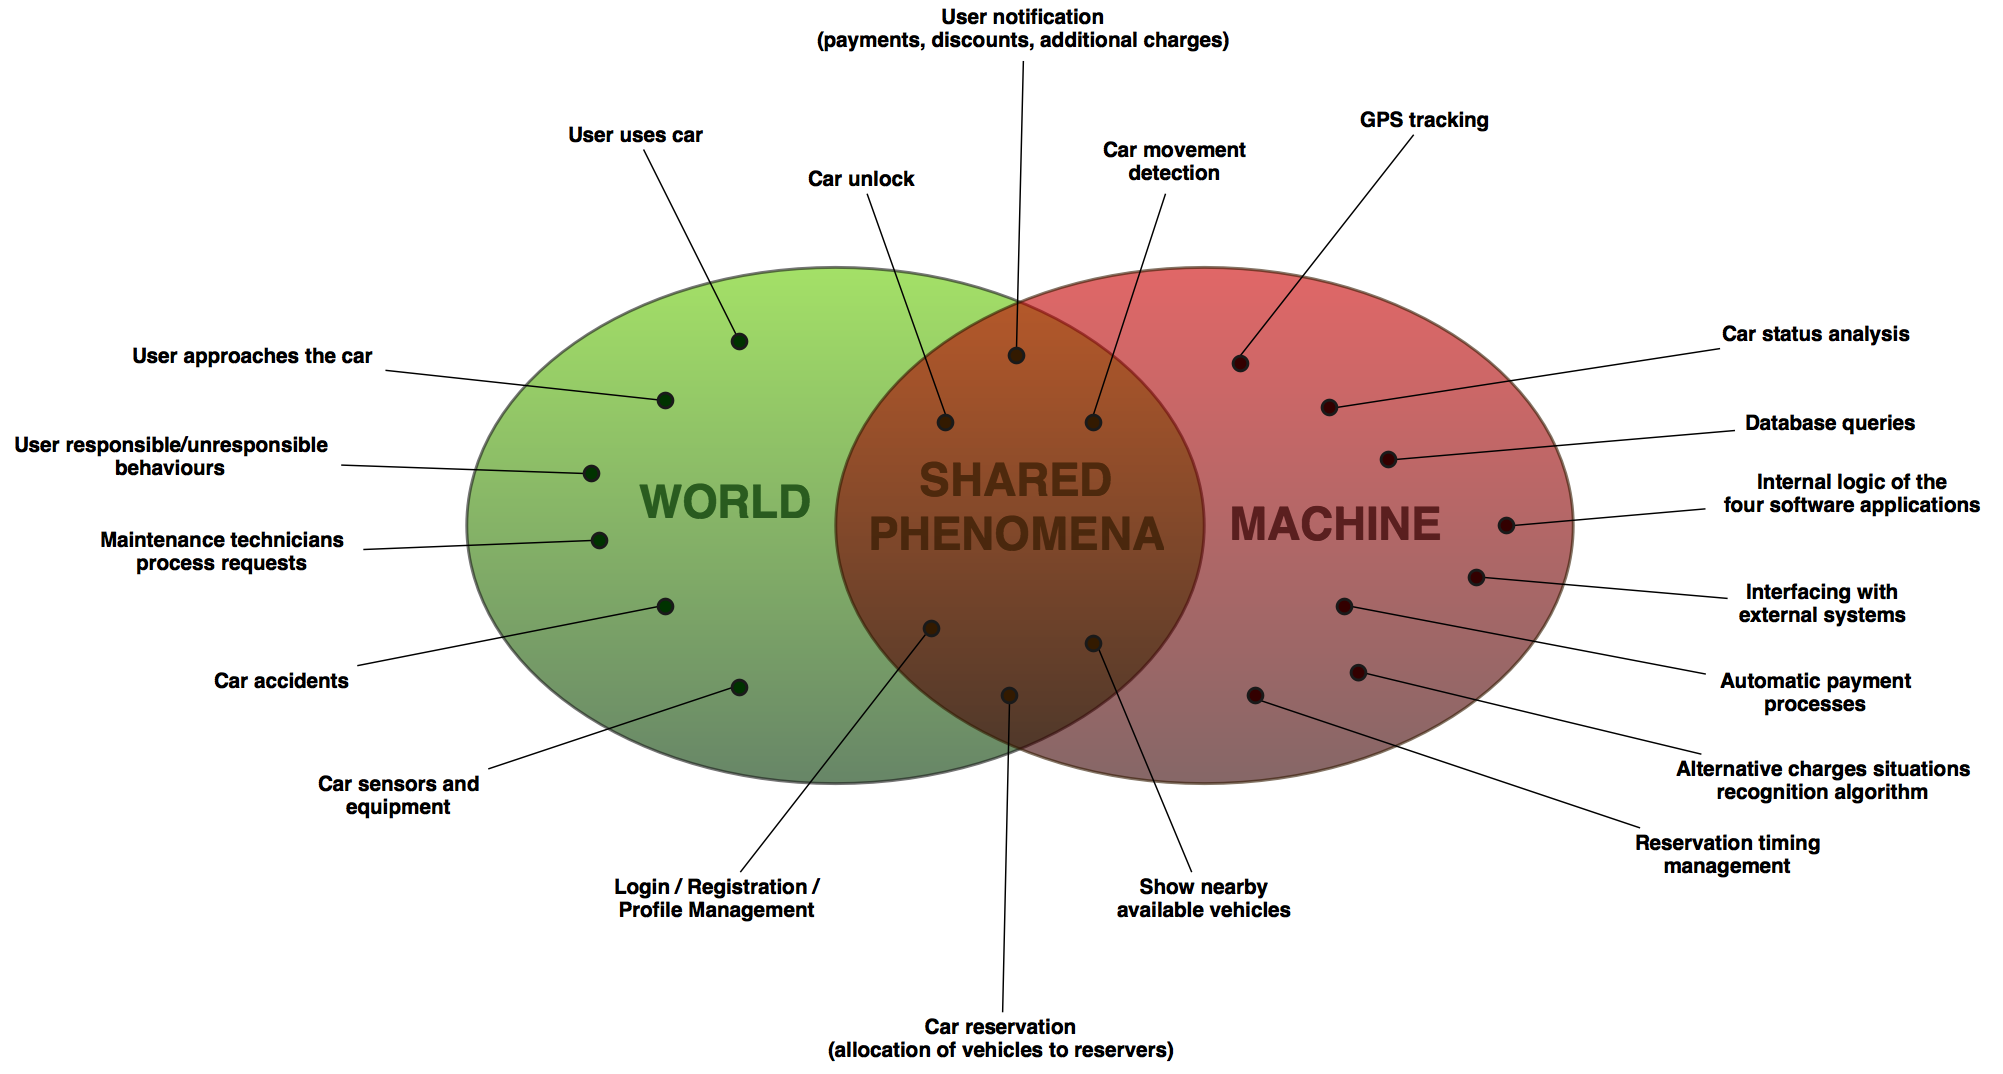 User notification
(payments, discounts, additional charges)
GPS tracking
User uses car
Car movement
detection
Car unlock
Car status analysis
User approaches the car
Database queries
User responsible/unresponsible
behaviours
SHARED
PHENOMENA
WORLD
MACHINE
Internal logic of the
four software applications
Maintenance technicians
process requests
Interfacing with
external systems
Car accidents
Automatic payment
processes
Alternative charges situations
recognition algorithm
Car sensors and
equipment
Reservation timing
management
Login / Registration /
Profile Management
Show nearby
available vehicles
Car reservation
(allocation of vehicles to reservers)